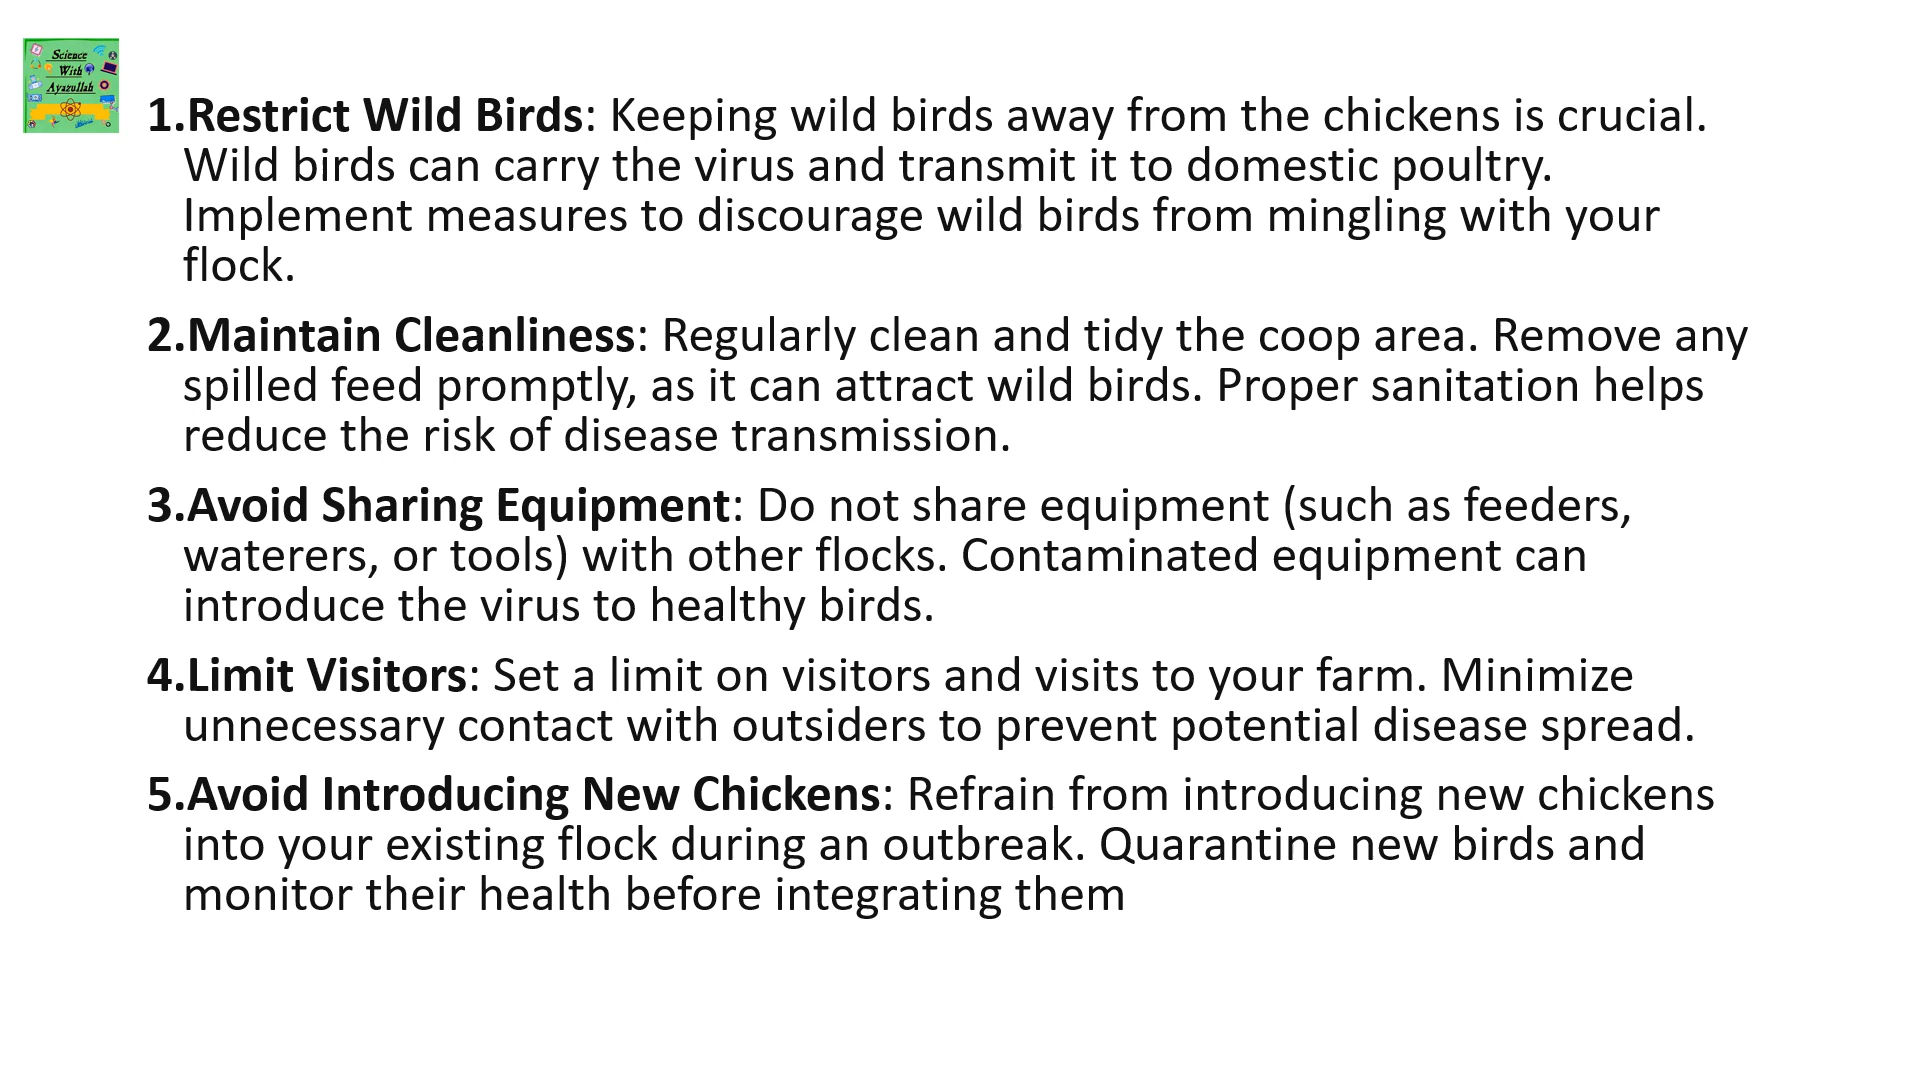 Science
With
Ayazullah
1.Restrict Wild Birds: Keeping wild birds away from the chickens is crucial.
Wild birds can carry the virus and transmit it to domestic poultry.
Implement measures to discourage wild birds from mingling with your
flock.
2.Maintain Cleanliness: Regularly clean and tidy the coop area. Remove any
spilled feed promptly, as it can attract wild birds. Proper sanitation helps
reduce the risk of disease transmission.
3.Avoid Sharing Equipment: Do not share equipment (such as feeders,
waterers, or tools) with other flocks. Contaminated equipment can
introduce the virus to healthy birds.
4.Limit Visitors: Set a limit on visitors and visits to your farm. Minimize
unnecessary contact with outsiders to prevent potential disease spread.
5.Avoid Introducing New Chickens: Refrain from introducing new chickens
into your existing flock during an outbreak. Quarantine new birds and
monitor their health before integrating them